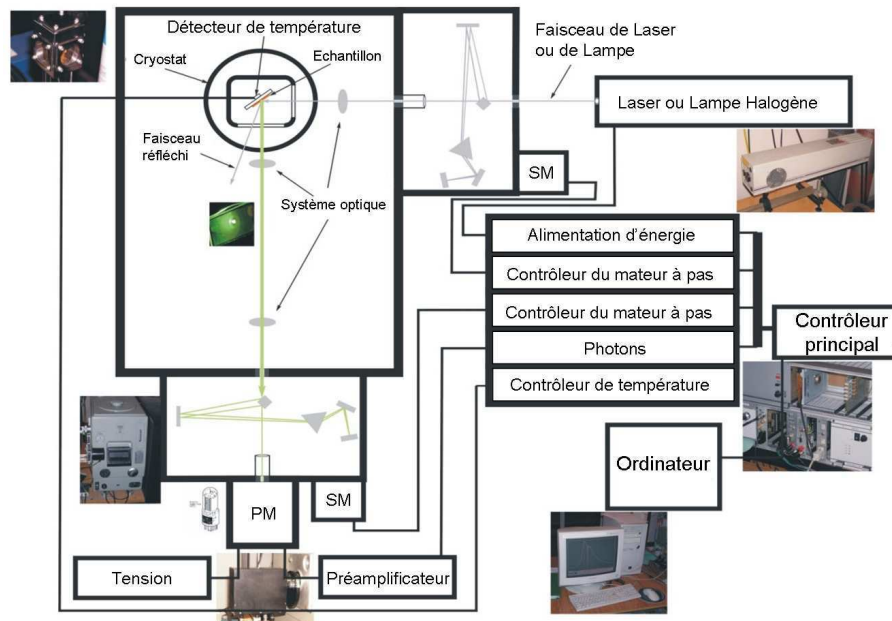 Détecteur de température
Cryostat
Echantillon
Faisceau de Laser
ou de Lampe
Laser ou Lampe Halogène
Faisceau
réfléchi
SM
Système optique
Alimentation d'énergie
Contrôleur du mateur à pas
Contrôleur du mateur à pas
Contrôleur
principal
Photons
Contrôleur de température
Ordinateur
PM
SM
Tension
Préamplificateur